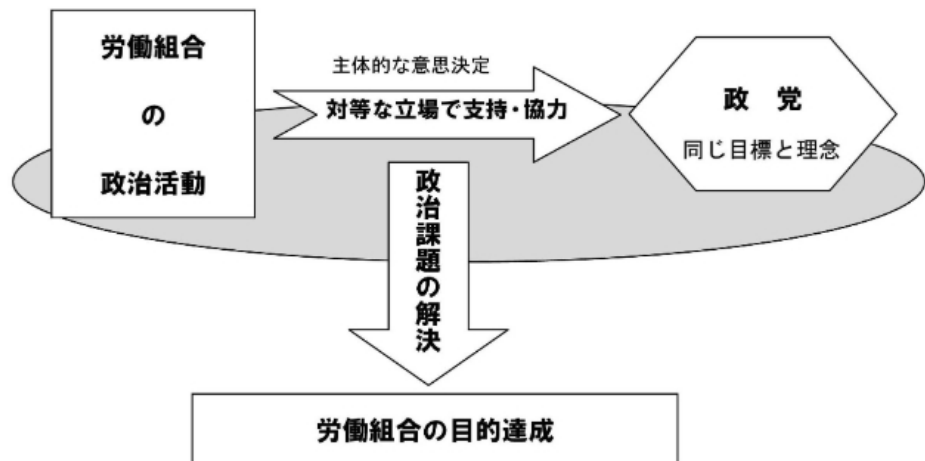 労働組合
の
政治活動
主体的な意思決定
対等な立場で支持・協力
政　党
同じ目標と理念
政治課題の解決
労働組合の目的達成